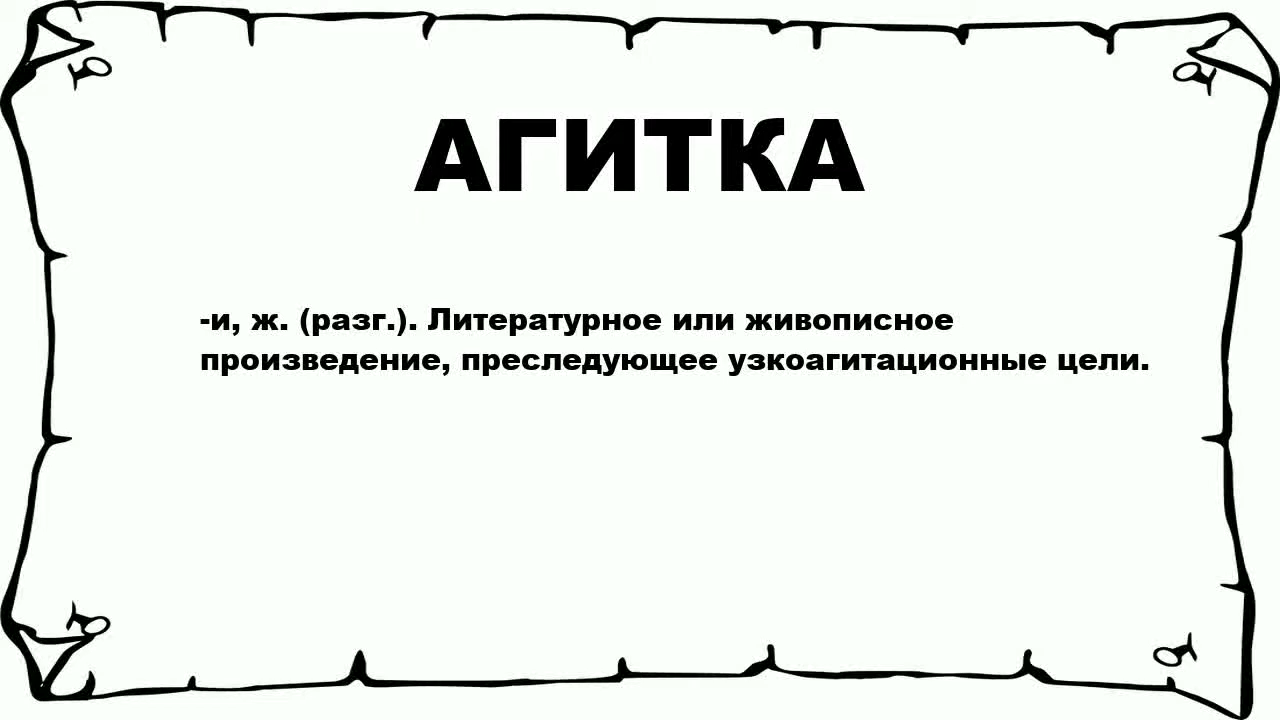 АГИТКА
-и, ж. (разг.). Литературное или живописное
произведение, преследующее узкоагитационные цели.